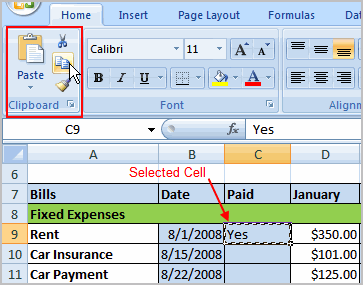 Home Insert Page Layout Formulas
Paste
Calibri 11
B I U
Clipboard Font Alignm
C9 fx Yes
Selected Cell
A B C D
6
7 Bills Date Paid January
8 Fixed Expenses
9 Rent 8/1/2008 Yes $350.00
10 Car Insurance 8/15/2008 $101.00
11 Car Payment 8/22/2008 $125.00